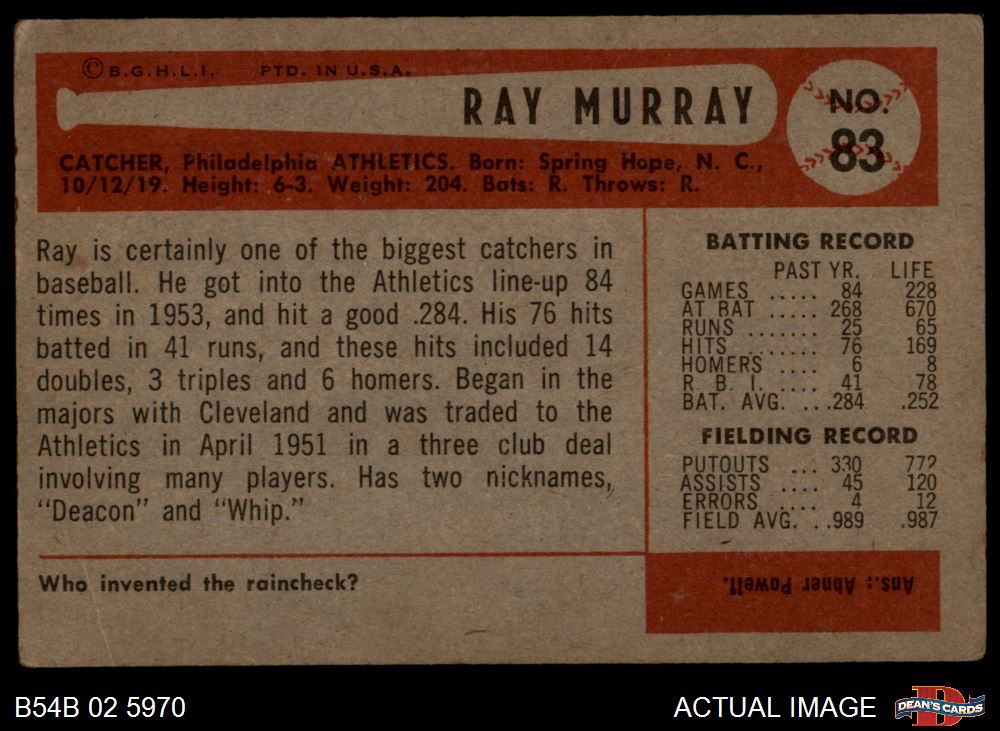 ©B.G.H.L.I. PTD. IN U.S.A.
RAY MURRAY
NO.
83
CATCHER, Philadelphia ATHLETICS. Born: Spring Hope, N. C.,
10/12/19. Height: 6-3. Weight: 204. Bats: R. Throws: R.
Ray is certainly one of the biggest catchers in
baseball. He got into the Athletics line-up 84
times in 1953, and hit a good .284. His 76 hits
batted in 41 runs, and these hits included 14
doubles, 3 triples and 6 homers. Began in the
majors with Cleveland and was traded to the
Athletics in April 1951 in a three club deal
involving many players. Has two nicknames,
“Deacon” and “Whip.”
BATTING RECORD
PAST YR. LIFE
GAMES ..... 84 228
AT BAT ..... 268 670
RUNS ....... 25 65
HITS ....... 76 169
HOMERS .... 6 8
R. B. I. .... 41 78
BAT. AVG. ...284 .252
FIELDING RECORD
PUTOUTS ... 330 772
ASSISTS .... 45 120
ERRORS .... 4 12
FIELD AVG. ..989 .987
Who invented the raincheck?
Ans.: Abner Powell.
B54B 02 5970
ACTUAL IMAGE
D
DEAN'S CARDS